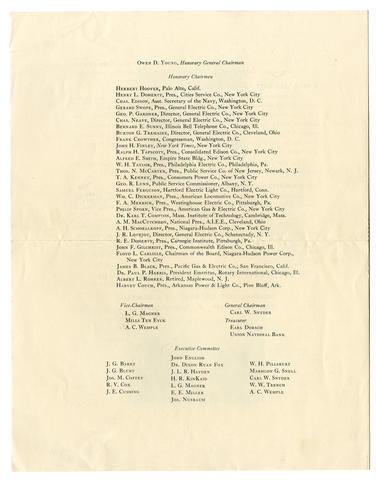 Owen D. Young, Honorary General Chairman
Honorary Chairmen
Herbert Hoover, Palo Alto, Calif.
Henry L. Doherty, Pres., Cities Service Co., New York City
Chas. Edison, Asst. Secretary of the Navy, Washington, D. C.
Gerard Swope, Pres., General Electric Co., New York City
Geo. P. Gardner, Director, General Electric Co., New York City
Chas. Neave, Director, General Electric Co., New York City
Bernard E. Sunny, Illinois Bell Telephone Co., Chicago, Ill.
Burton G. Tremaine, Director, General Electric Co., Cleveland, Ohio
Frank Crowther, Congressman, Washington, D. C.
John H. Finley, New York Times, New York City
Ralph H. Tapscott, Pres., Consolidated Edison Co., New York City
Alfred E. Smith, Empire State Bldg., New York City
W. H. Taylor, Pres., Philadelphia Electric Co., Philadelphia, Pa.
Thos. N. McCarter, Pres., Public Service Co. of New Jersey, Newark, N. J.
T. A. Kenney, Pres., Consumers Power Co., New York City
Geo. R. Lunn, Public Service Commissioner, Albany, N. Y.
Samuel Ferguson, Hartford Electric Light Co., Hartford, Conn.
Wm. C. Dickerman, Pres., American Locomotive Co., New York City
F. A. Merrick, Pres., Westinghouse Electric Co., Pittsburgh, Pa.
Philip Sporn, Vice Pres., American Gas & Electric Co., New York City
Dr. Karl T. Compton, Mass. Institute of Technology, Cambridge, Mass.
A. M. MacCutcheon, National Pres., A.I.E.E., Cleveland, Ohio
A. H. Schoellkopf, Pres., Niagara-Hudson Corp., New York City
J. R. Lovejoy, Director, General Electric Co., Schenectady, N. Y.
R. E. Doherty, Pres., Carnegie Institute, Pittsburgh, Pa.
John F. Gilchrist, Pres., Commonwealth Edison Co., Chicago, Ill.
Floyd L. Carlisle, Chairman of the Board, Niagara-Hudson Power Corp.,
New York City
James B. Black, Pres., Pacific Gas & Electric Co., San Francisco, Calif.
Dr. Paul P. Harris, President Emeritus, Rotary International, Chicago, Ill.
Albert L. Rohrer, Retired, Maplewood, N. J.
Harvey Couch, Pres., Arkansas Power & Light Co., Pine Bluff, Ark.
Vice-Chairmen
L. G. Magner
Mills Ten Eyck
A. C. Wemple
General Chairman
Carl W. Snyder
Treasurer
Earl Dorsch
Union National Bank
Executive Committee
J. G. Barry
J. G. Blunt
Jos. M. Coffey
R. Y. Cox
J. E. Cushing
John English
Dr. Dixon Ryan Fox
J. L. R. Hayden
H. R. KinKaid
L. G. Magner
E. E. Miller
Jos. Nusbaum
W. H. Pillsbury
Marmion G. Snell
Carl W. Snyder
W. W. Trench
A. C. Wemple